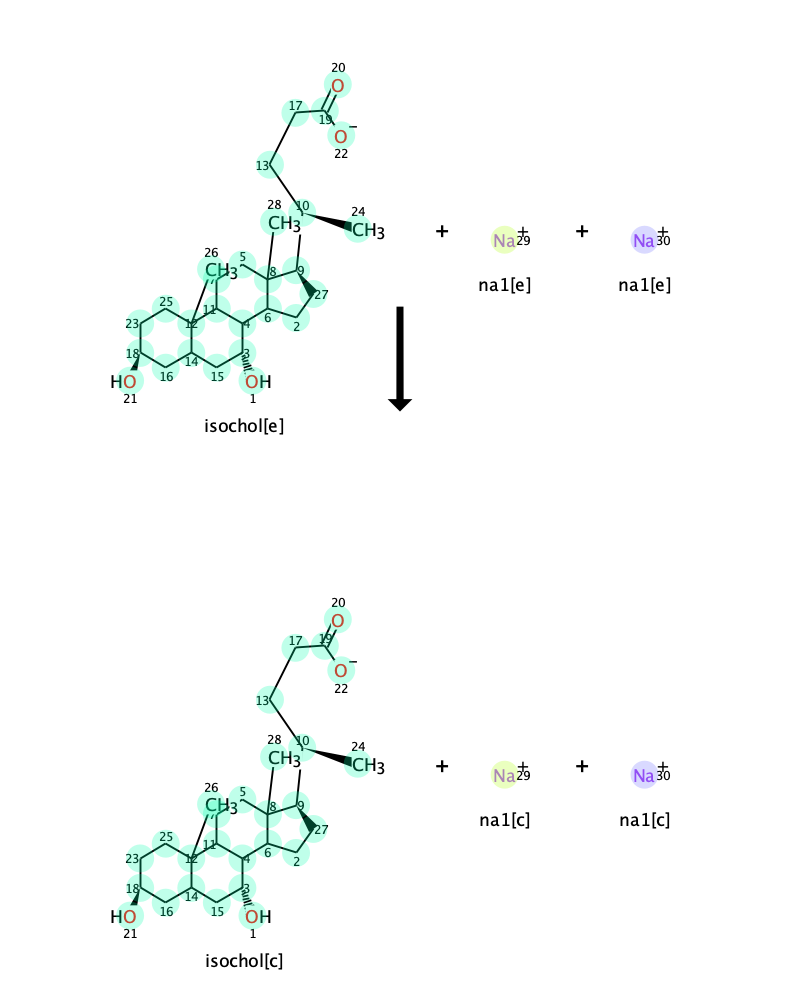 20
O
17
19
O −
22
13
28 10 24
CH3 CH3
26 5
CH3 8 9
7
25 11 27
23 12 4 6 2
18 14 3
HO 16 15 OH
21 1
isochol[e]
+ Na + 29 + Na + 30
na1[e] na1[e]
20
O
17 19
O −
22
13
28 10 24
CH3 CH3
26 5
CH3 8 9
7
25 11 27
23 12 4 6 2
18 14 3
HO 16 15 OH
21 1
isochol[c]
+ Na + 29 + Na + 30
na1[c] na1[c]